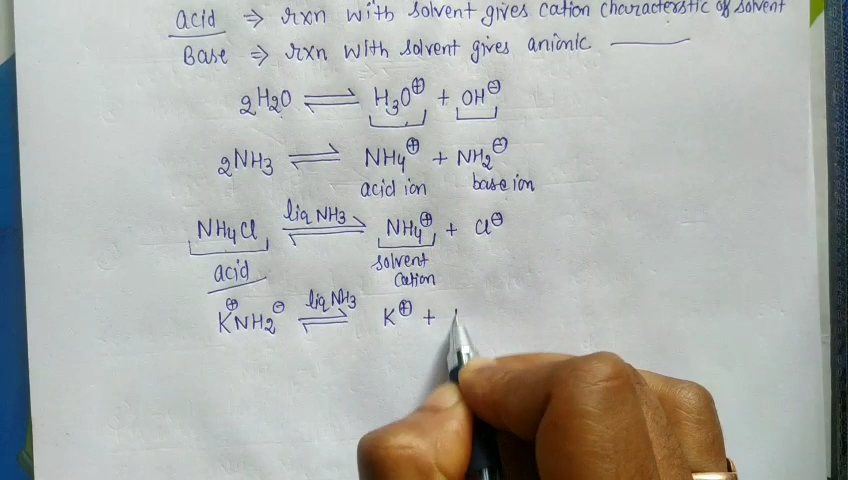 acid ⇒ rxn with solvent gives cation characterstic of solvent
Base ⇒ rxn with solvent gives anionic ———
2H2O ⇌ H3O⊕ + OH⊖
2NH3 ⇌ NH4⊕ + NH2⊖
acid ion base ion
NH4Cl liq NH3 ⇌ NH4⊕ + Cl⊖
acid solvent cation
K⊕NH2⊖ liq NH3 ⇌ K⊕ +